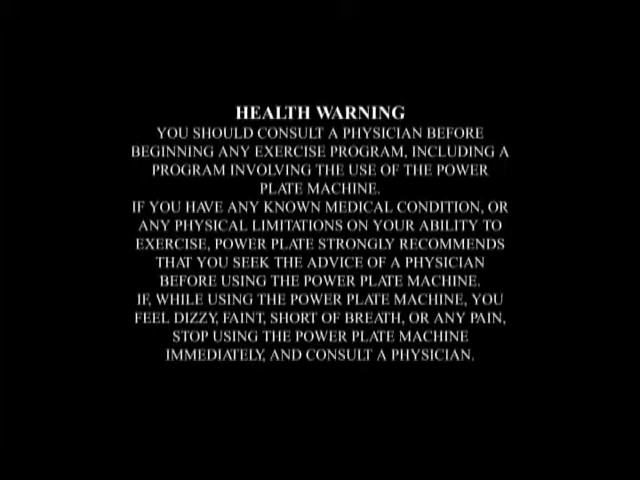 HEALTH WARNING
YOU SHOULD CONSULT A PHYSICIAN BEFORE
BEGINNING ANY EXERCISE PROGRAM, INCLUDING A
PROGRAM INVOLVING THE USE OF THE POWER
PLATE MACHINE.
IF YOU HAVE ANY KNOWN MEDICAL CONDITION, OR
ANY PHYSICAL LIMITATIONS ON YOUR ABILITY TO
EXERCISE, POWER PLATE STRONGLY RECOMMENDS
THAT YOU SEEK THE ADVICE OF A PHYSICIAN
BEFORE USING THE POWER PLATE MACHINE.
IF, WHILE USING THE POWER PLATE MACHINE, YOU
FEEL DIZZY, FAINT, SHORT OF BREATH, OR ANY PAIN,
STOP USING THE POWER PLATE MACHINE
IMMEDIATELY, AND CONSULT A PHYSICIAN.